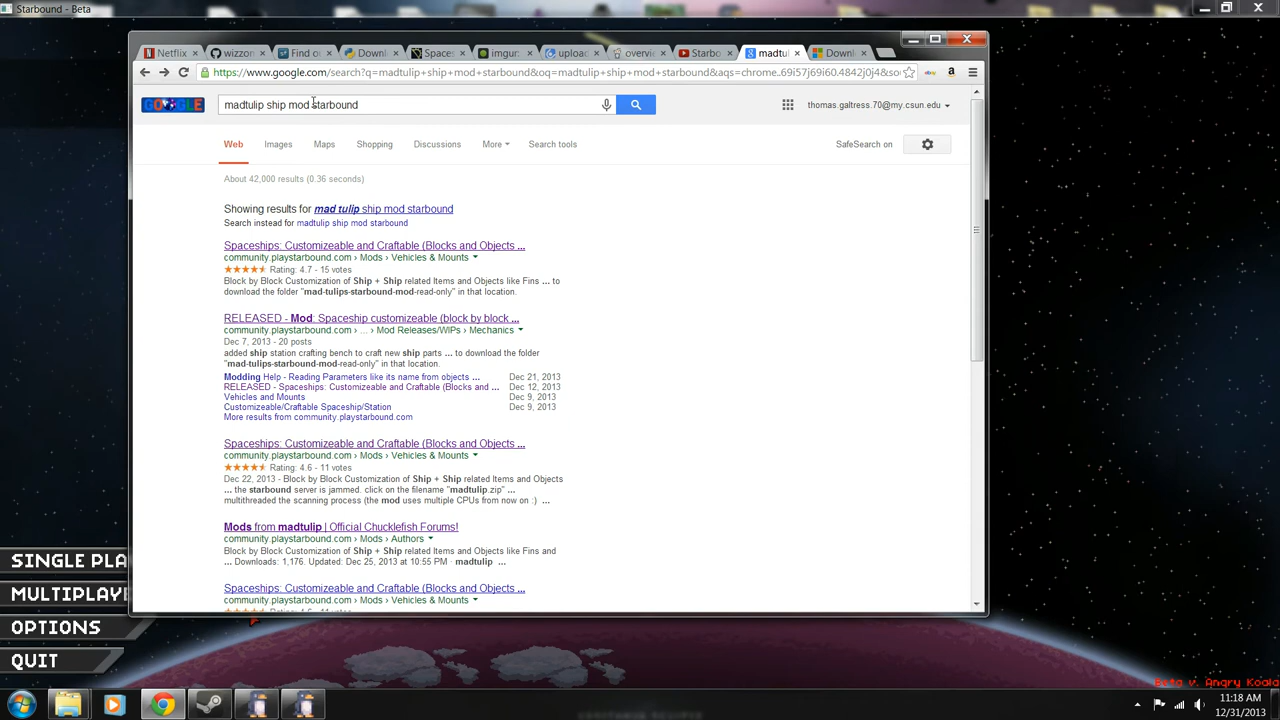 Starbound - Beta
Netflix
wizzon
Find o
Downl
Spaces
imgur:
upload
overvi
Starbo
madtul
Downl
https://www.google.com/search?q=madtulip+ship+mod+starbound&oq=madtulip+ship+mod+starbound&aqs=chrome..69i57j69i60.4842j0j4&so
GOOGLE
madtulip ship mod starbound
thomas.galtress.70@my.csun.edu
Web Images Maps Shopping Discussions More Search tools
SafeSearch on
About 42,000 results (0.36 seconds)
Showing results for mad tulip ship mod starbound
Search instead for madtulip ship mod starbound
Spaceships: Customizeable and Craftable (Blocks and Objects ...
community.playstarbound.com › Mods › Vehicles & Mounts
Rating: 4.7 - 15 votes
Block by Block Customization of Ship + Ship related Items and Objects like Fins ... to
download the folder "mad-tulips-starbound-mod-read-only" in that location.
RELEASED - Mod: Spaceship customizeable (block by block ...
community.playstarbound.com › ... › Mod Releases/WIPs › Mechanics
Dec 7, 2013 - 20 posts
added ship station crafting bench to craft new ship parts ... to download the folder
"mad-tulips-starbound-mod-read-only" in that location.
Modding Help - Reading Parameters like its name from objects ... Dec 21, 2013
RELEASED - Spaceships: Customizeable and Craftable (Blocks and ... Dec 12, 2013
Vehicles and Mounts Dec 9, 2013
Customizeable/Craftable Spaceship/Station Dec 9, 2013
More results from community.playstarbound.com
Spaceships: Customizeable and Craftable (Blocks and Objects ...
community.playstarbound.com › Mods › Vehicles & Mounts
Rating: 4.6 - 11 votes
Dec 22, 2013 - Block by Block Customization of Ship + Ship related Items and Objects
... the starbound server is jammed. click on the filename "madtulip.zip" ...
multithreaded the scanning process (the mod uses multiple CPUs from now on :) ...
Mods from madtulip | Official Chucklefish Forums!
community.playstarbound.com › Mods › Authors
Block by Block Customization of Ship + Ship related Items and Objects like Fins and
... Downloads: 1,176. Updated: Dec 25, 2013 at 10:55 PM · madtulip ...
Spaceships: Customizeable and Craftable (Blocks and Objects ...
community.playstarbound.com › Mods › Vehicles & Mounts
SINGLE PLA
MULTIPLAYE
OPTIONS
QUIT
Beta v. Angry Koala
11:18 AM
12/31/2013